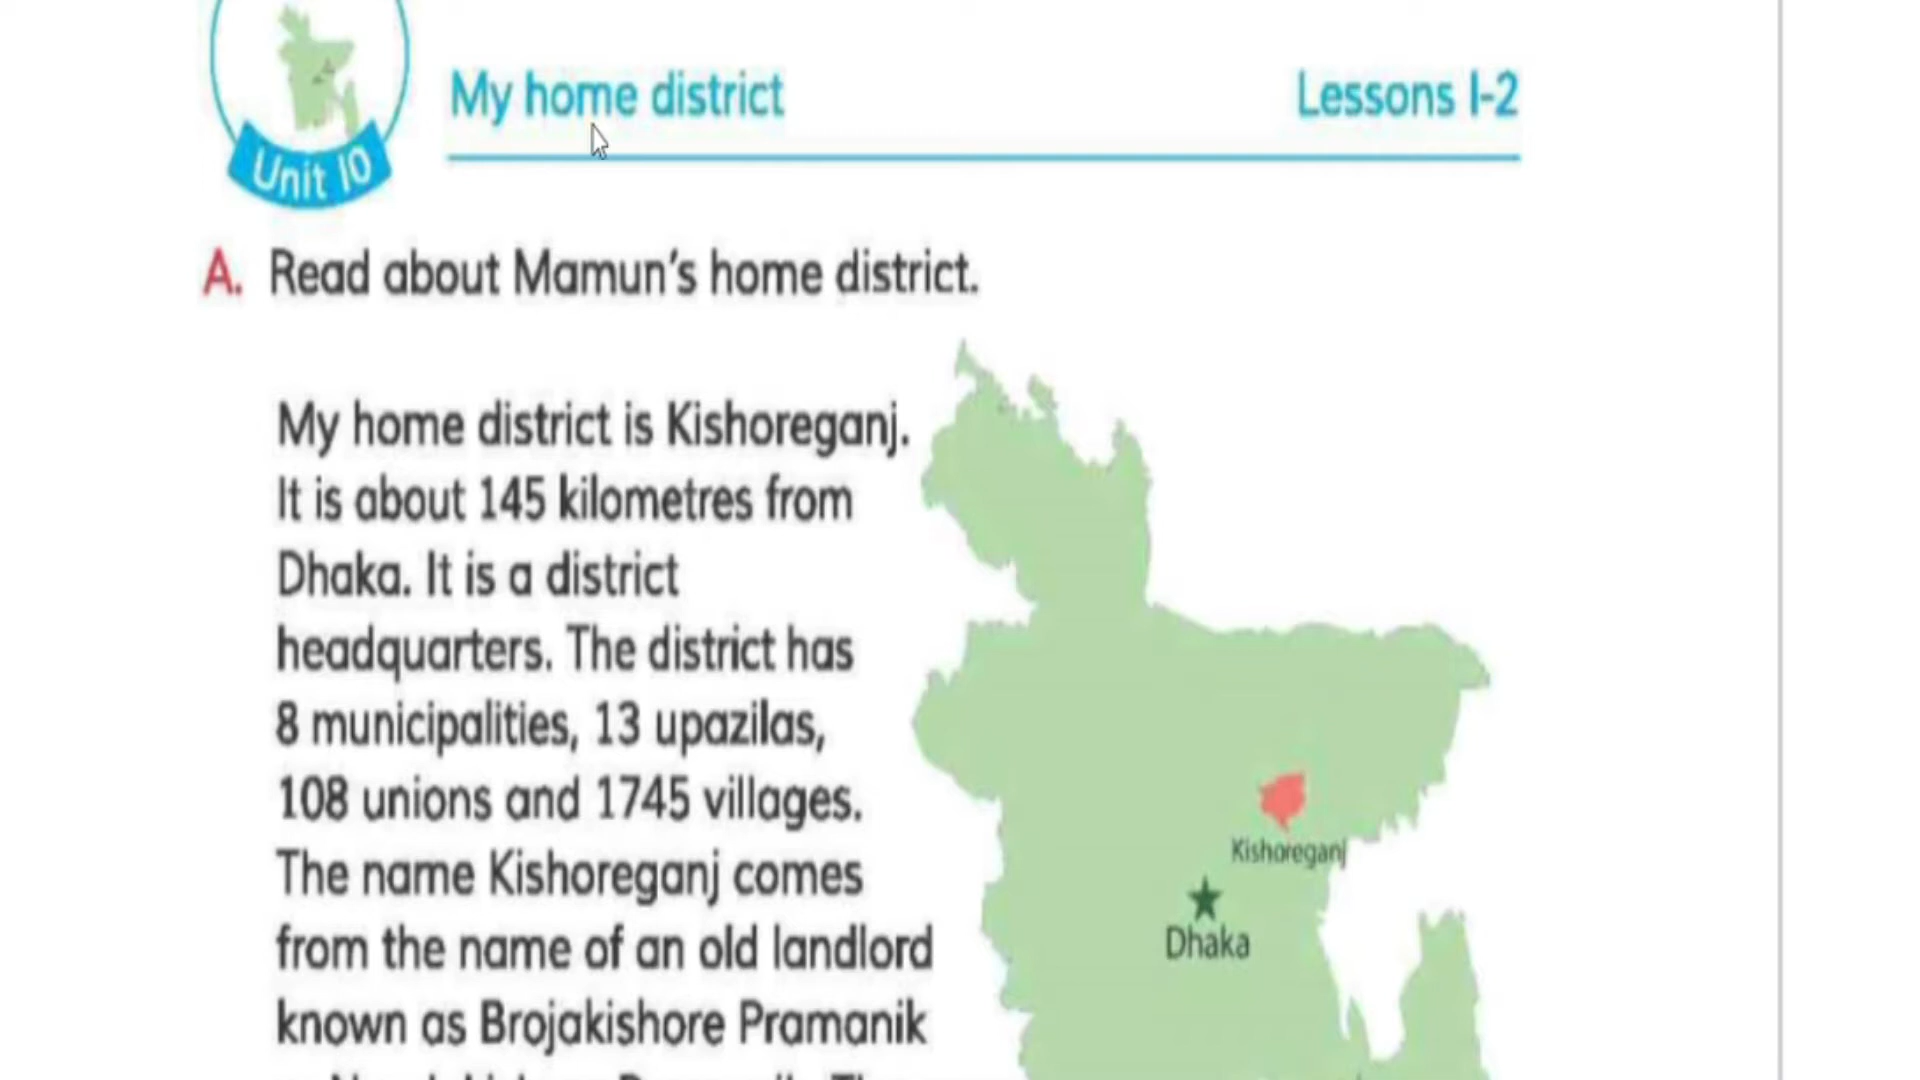 My home district
Lessons 1-2
Unit 10
A. Read about Mamun's home district.
My home district is Kishoreganj.
It is about 145 kilometres from
Dhaka. It is a district
headquarters. The district has
8 municipalities, 13 upazilas,
108 unions and 1745 villages.
The name Kishoreganj comes
from the name of an old landlord
known as Brojakishore Pramanik
Kishoreganj
Dhaka